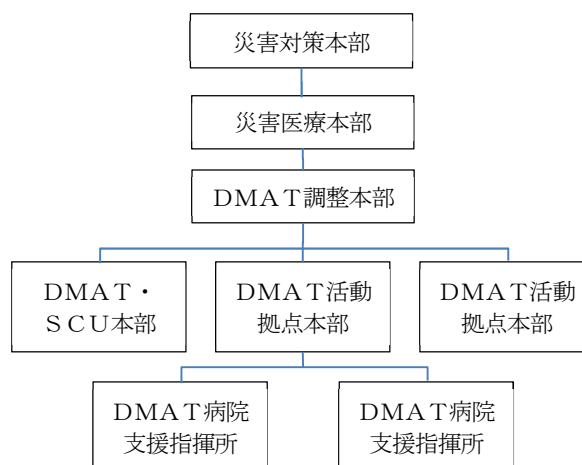 災害対策本部
災害医療本部
ＤＭＡＴ調整本部
ＤＭＡＴ・
ＳＣＵ本部
ＤＭＡＴ活動
拠点本部
ＤＭＡＴ活動
拠点本部
ＤＭＡＴ病院
支援指揮所
ＤＭＡＴ病院
支援指揮所